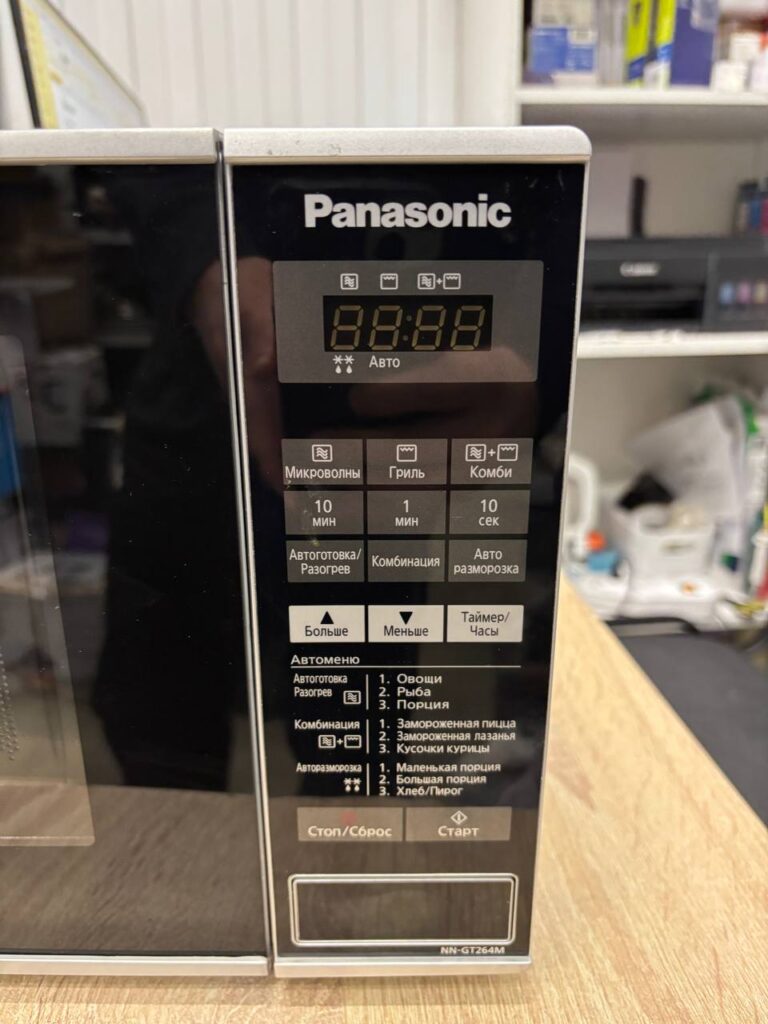 Panasonic
88:88
Авто
Микроволны
Гриль
Комби
10 мин
1 мин
10 сек
Автоготовка/
Разогрев
Комбинация
Авто
разморозка
Больше
Меньше
Таймер/
Часы
Автоменю
Автоготовка
Разогрев
1. Овощи
2. Рыба
3. Порция
Комбинация
1. Замороженная пицца
2. Замороженная лазанья
3. Кусочки курицы
Авторазморозка
1. Маленькая порция
2. Большая порция
3. Хлеб/Пирог
Стоп/Сброс
Старт
NN-GT264M